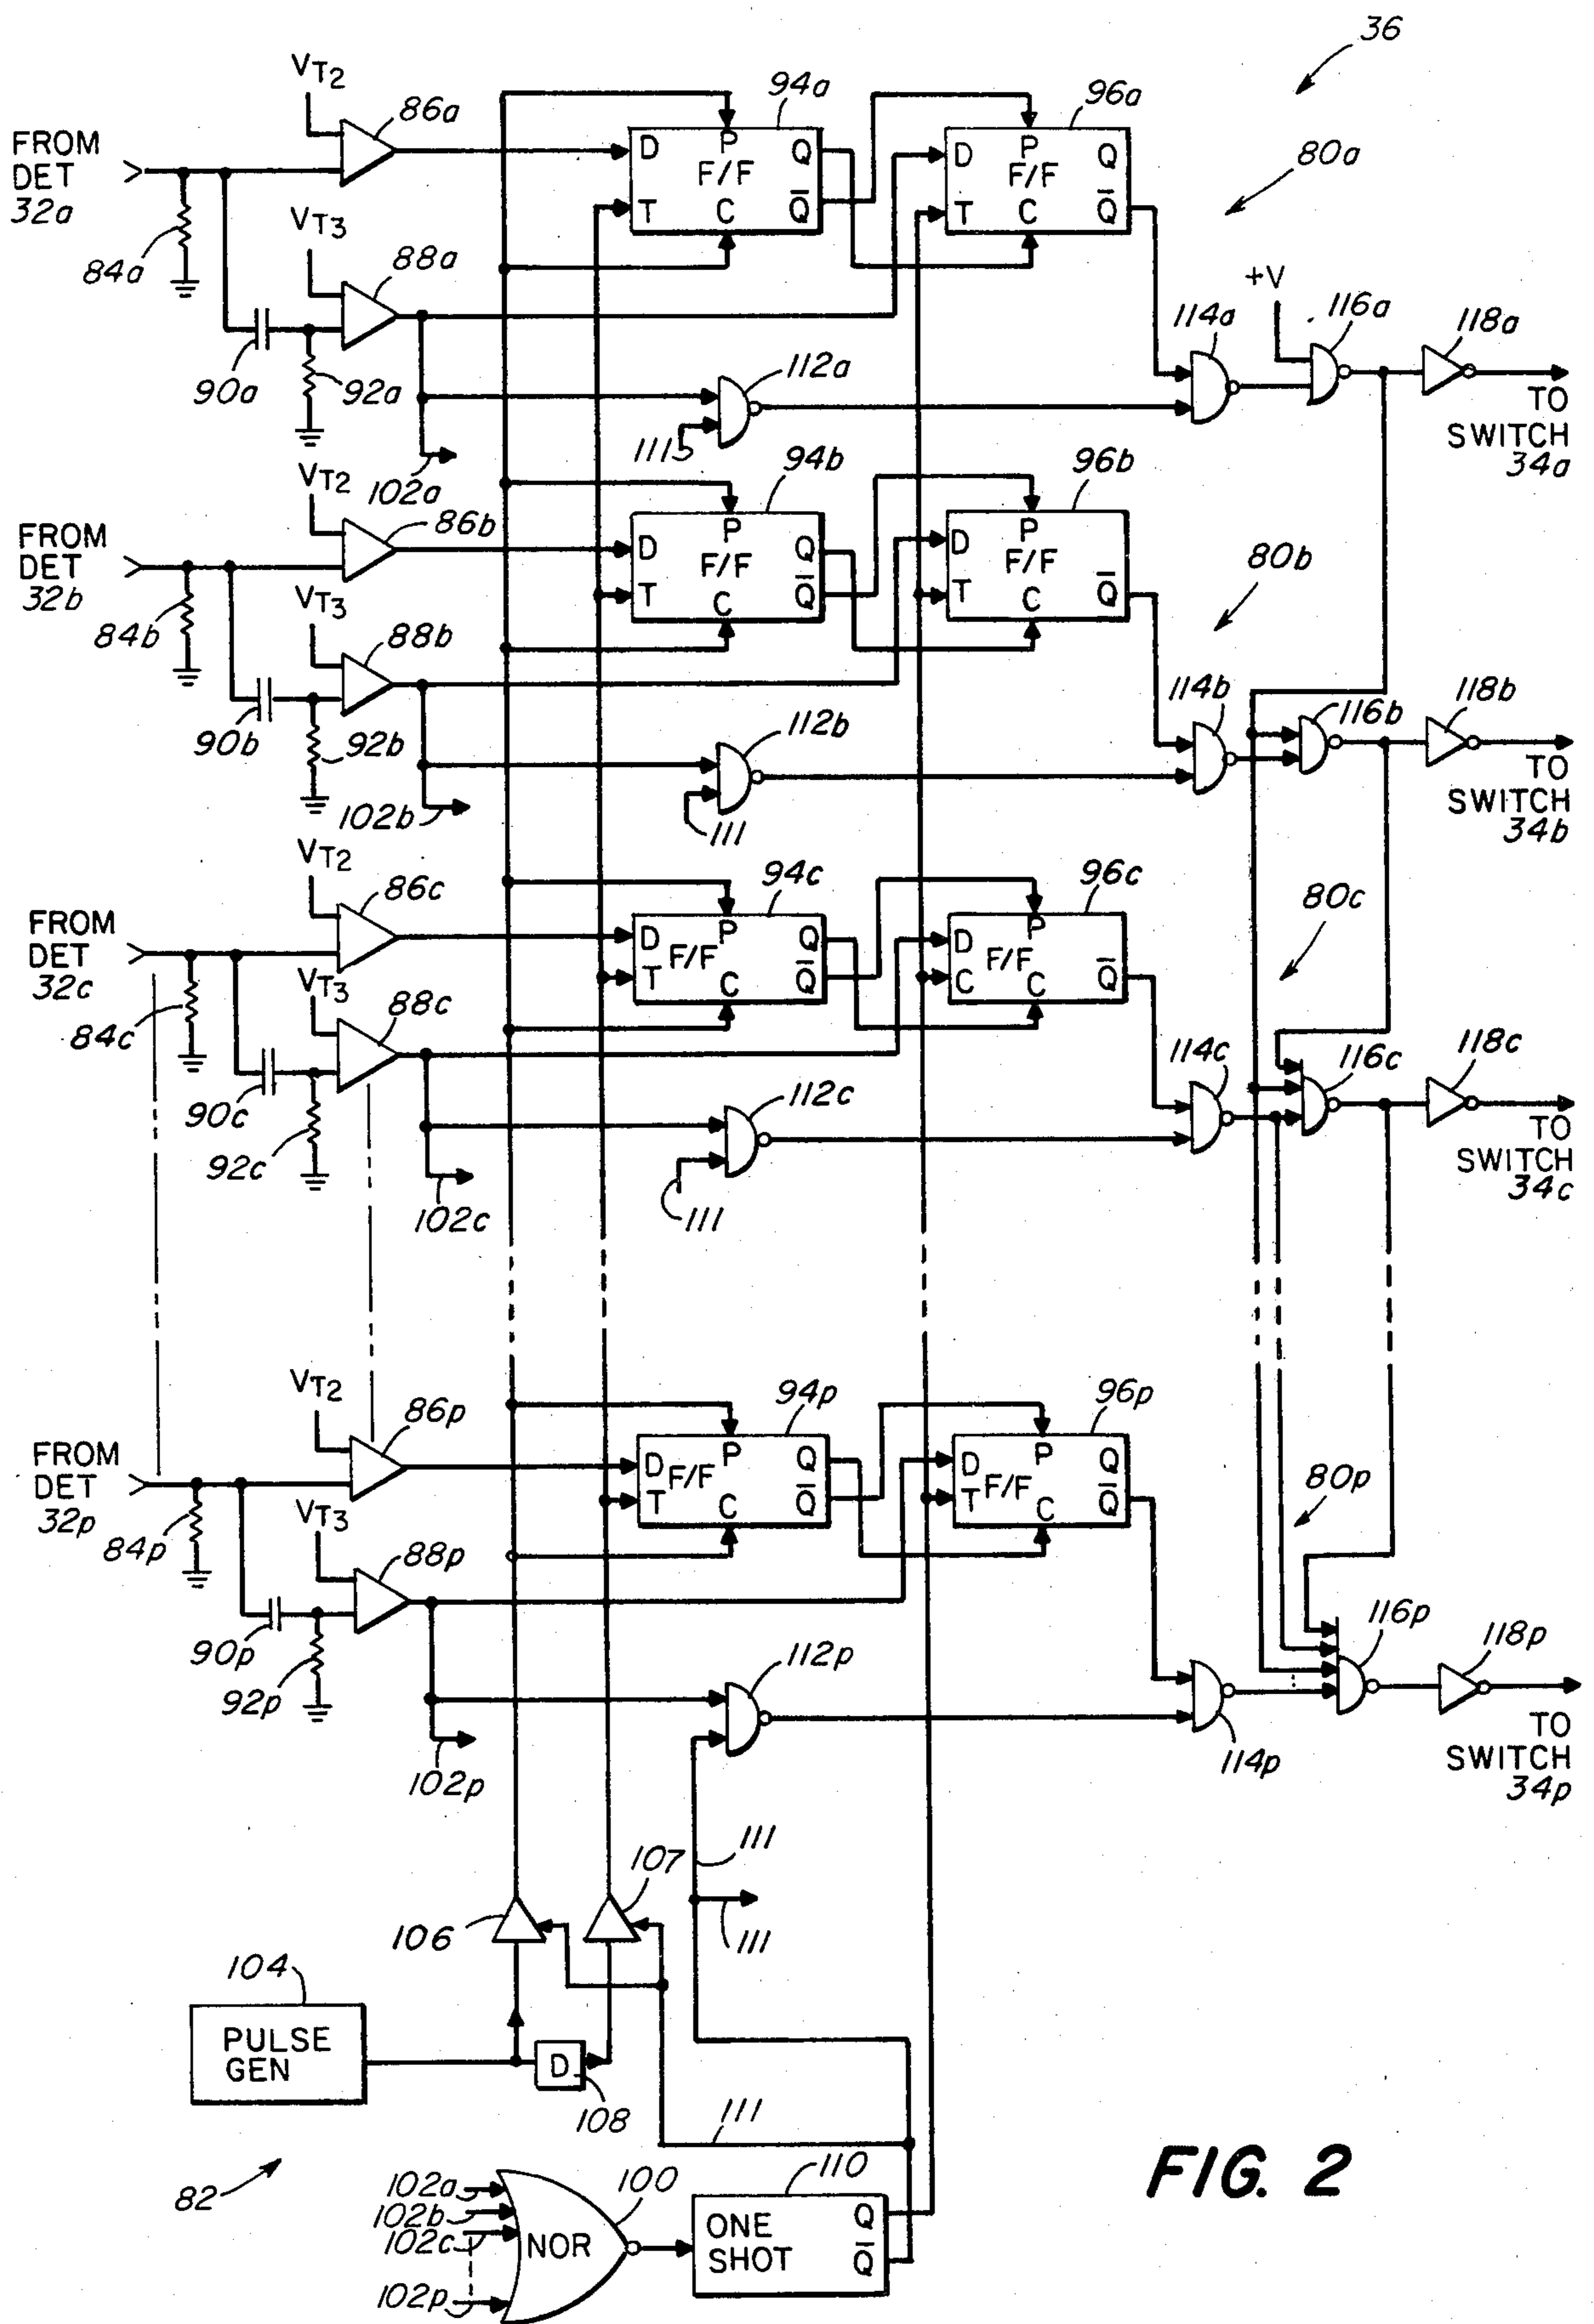 36
VT2
86a
94a
96a
80a
FROM
DET
32a
D P Q
F/F
T C Q̅
D P Q
F/F
T C Q̅
84a
VT3
88a
+V
114a
116a
118a
90a
92a
112a
111
102a
TO
SWITCH
34a
VT2
86b
94b
96b
80b
FROM
DET
32b
D P Q
F/F
T C Q̅
D P
F/F
T C Q̅
84b
VT3
88b
114b
116b
118b
90b
92b
112b
111
102b
TO
SWITCH
34b
VT2
86c
94c
96c
80c
FROM
DET
32c
D P Q
F/F
T C Q̅
D P
F/F
C C Q̅
84c
VT3
88c
114c
116c
118c
90c
92c
112c
111
102c
TO
SWITCH
34c
VT2
86p
94p
96p
80p
FROM
DET
32p
D P Q
F/F
T C Q̅
D P Q
F/F
T C Q̅
84p
VT3
88p
116p
118p
90p
92p
112p
114p
102p
TO
SWITCH
34p
111
107
106
111
104
PULSE
GEN
D
108
111
82
102a
102b
102c
102p
100
NOR
110
ONE
SHOT
Q
Q̅
FIG. 2